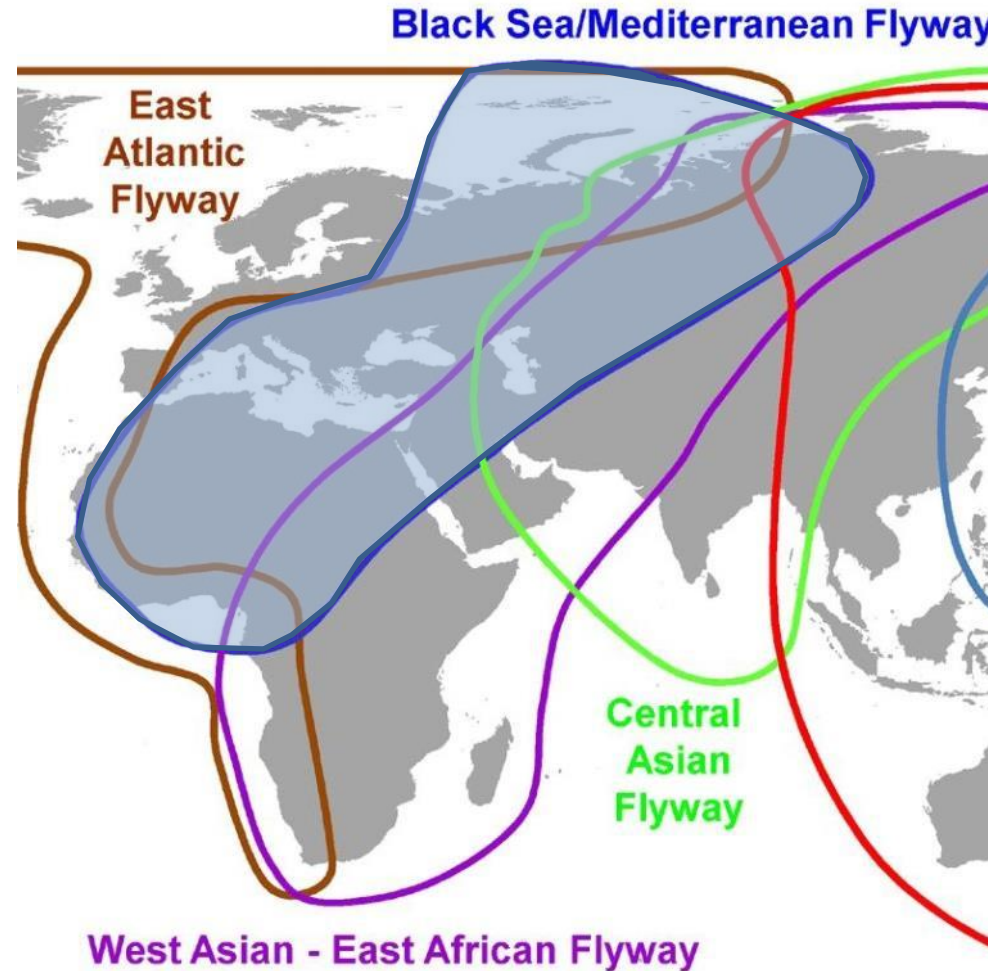 Black Sea/Mediterranean Flyway
East
Atlantic
Flyway
Central
Asian
Flyway
West Asian - East African Flyway